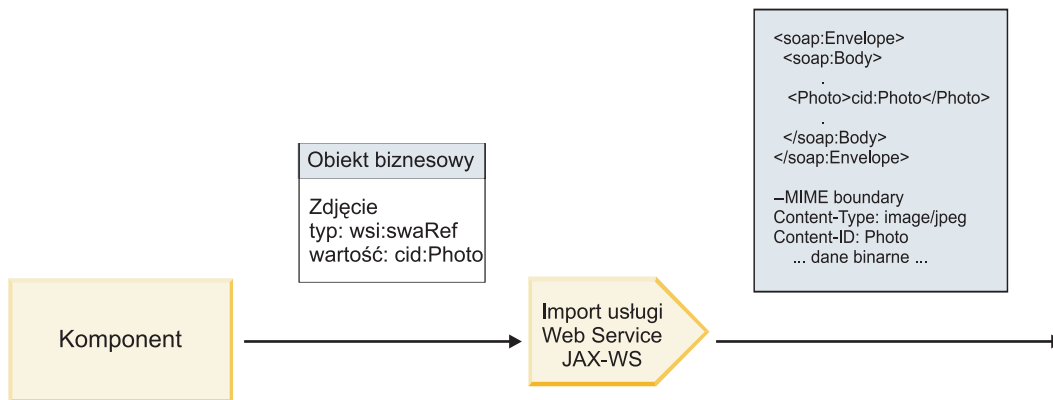 Komponent
Obiekt biznesowy
Zdjęcie
typ: wsi:swaRef
wartość: cid:Photo
Import usługi
Web Service
JAX-WS
<soap:Envelope>
<soap:Body>
.
<Photo>cid:Photo</Photo>
.
</soap:Body>
</soap:Envelope>
–MIME boundary
Content-Type: image/jpeg
Content-ID: Photo
... dane binarne ...